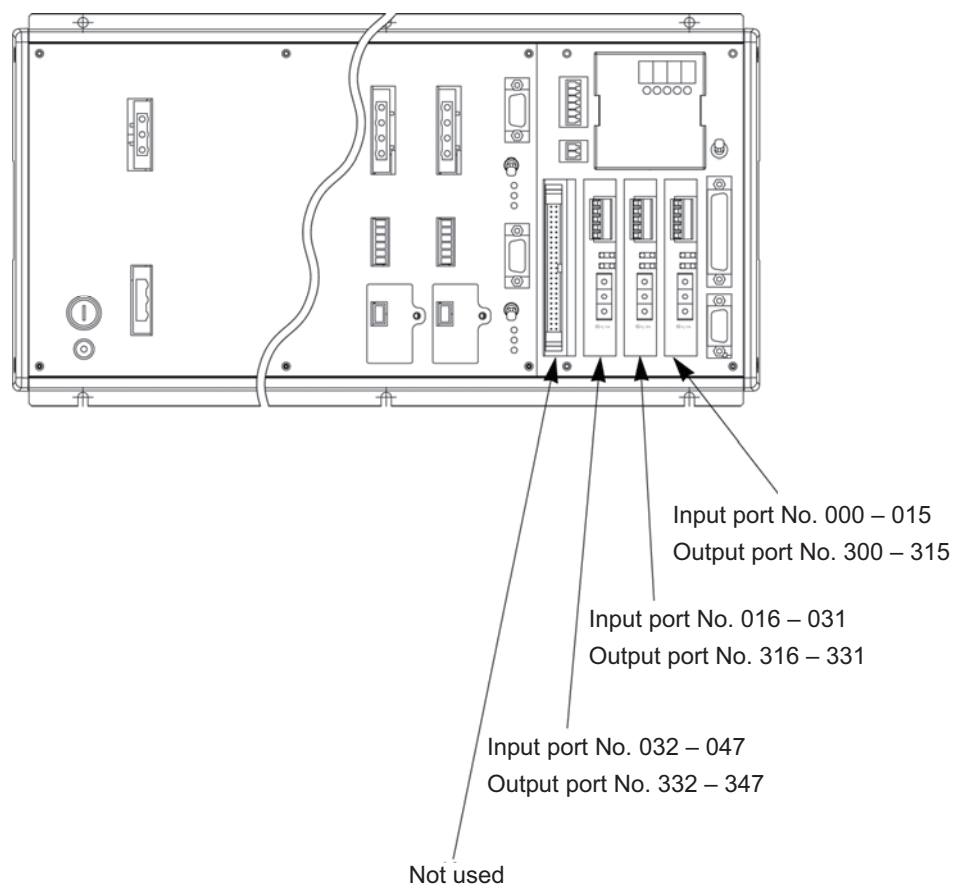 Input port No. 000 – 015
Output port No. 300 – 315
Input port No. 016 – 031
Output port No. 316 – 331
Input port No. 032 – 047
Output port No. 332 – 347
Not used